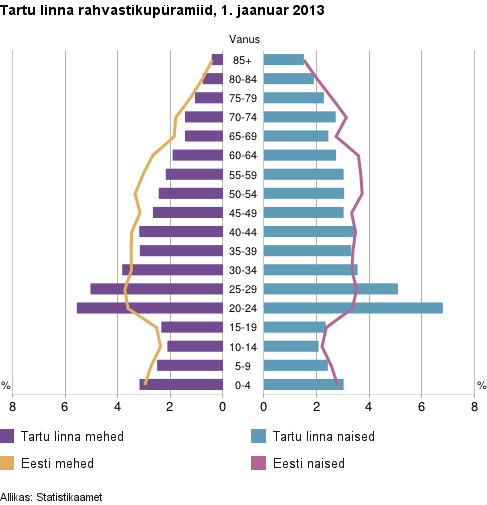 Tartu linna rahvastikupüramiid, 1. jaanuar 2013
Vanus
85+
80-84
75-79
70-74
65-69
60-64
55-59
50-54
45-49
40-44
35-39
30-34
25-29
20-24
15-19
10-14
5-9
% 0-4 %
8 6 4 2 0 0 2 4 6 8
Tartu linna mehed Tartu linna naised
Eesti mehed Eesti naised
Allikas: Statistikaamet